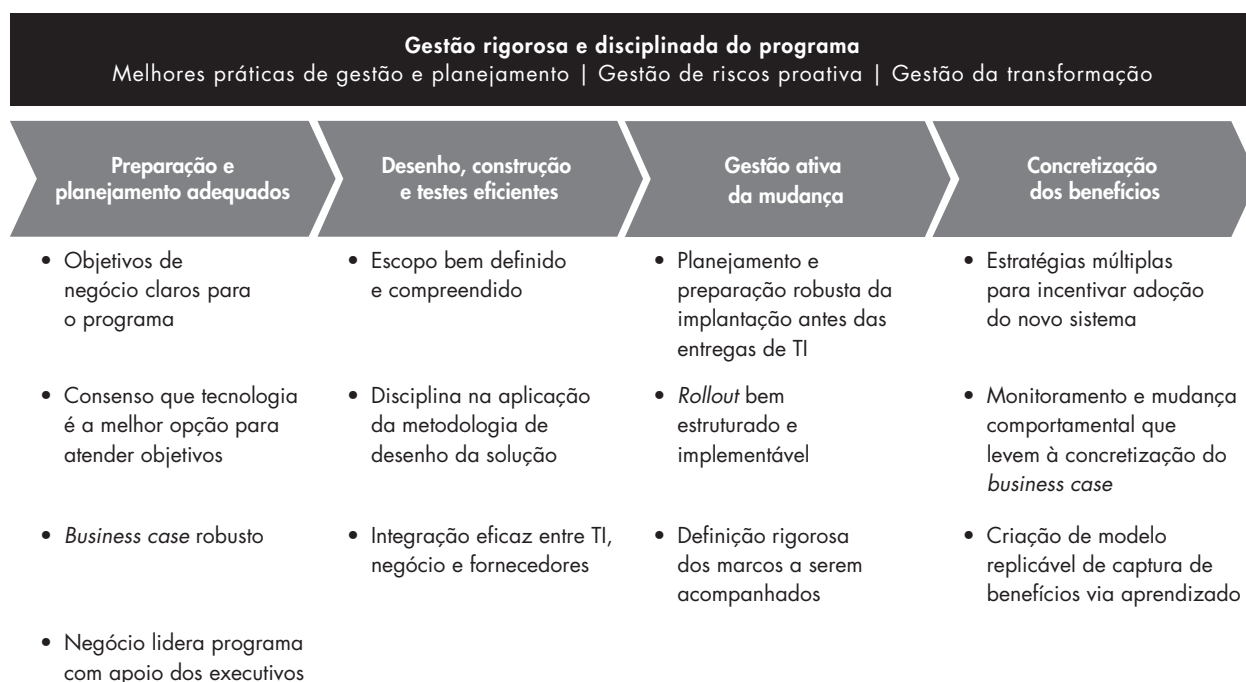 Gestão rigorosa e disciplinada do programa
Melhores práticas de gestão e planejamento | Gestão de riscos proativa | Gestão da transformação
Preparação e
planejamento adequados
• Objetivos de
negócio claros para
o programa
• Consenso que tecnologia
é a melhor opção para
atender objetivos
• Business case robusto
• Negócio lidera programa
com apoio dos executivos
Desenho, construção
e testes eficientes
• Escopo bem definido
e compreendido
• Disciplina na aplicação
da metodologia de
desenho da solução
• Integração eficaz entre TI,
negócio e fornecedores
Gestão ativa
da mudança
• Planejamento e
preparação robusta da
implantação antes das
entregas de TI
• Rollout bem
estruturado e
implementável
• Definição rigorosa
dos marcos a serem
acompanhados
Concretização
dos benefícios
• Estratégias múltiplas
para incentivar adoção
do novo sistema
• Monitoramento e mudança
comportamental que
levem à concretização do
business case
• Criação de modelo
replicável de captura de
benefícios via aprendizado